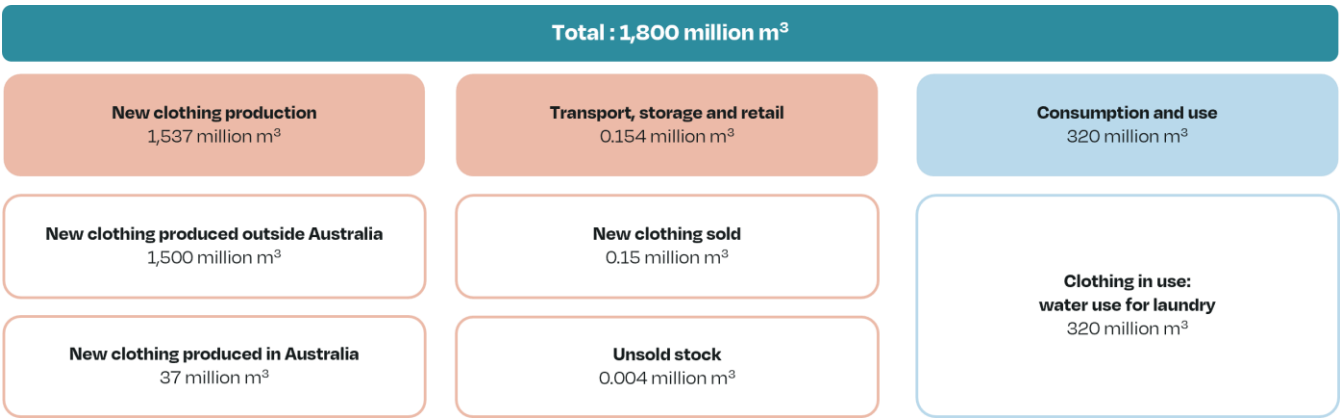 Total : 1,800 million m³
New clothing production
1,537 million m³
Transport, storage and retail
0.154 million m³
Consumption and use
320 million m³
New clothing produced outside Australia
1,500 million m³
New clothing sold
0.15 million m³
Clothing in use:
water use for laundry
320 million m³
New clothing produced in Australia
37 million m³
Unsold stock
0.004 million m³